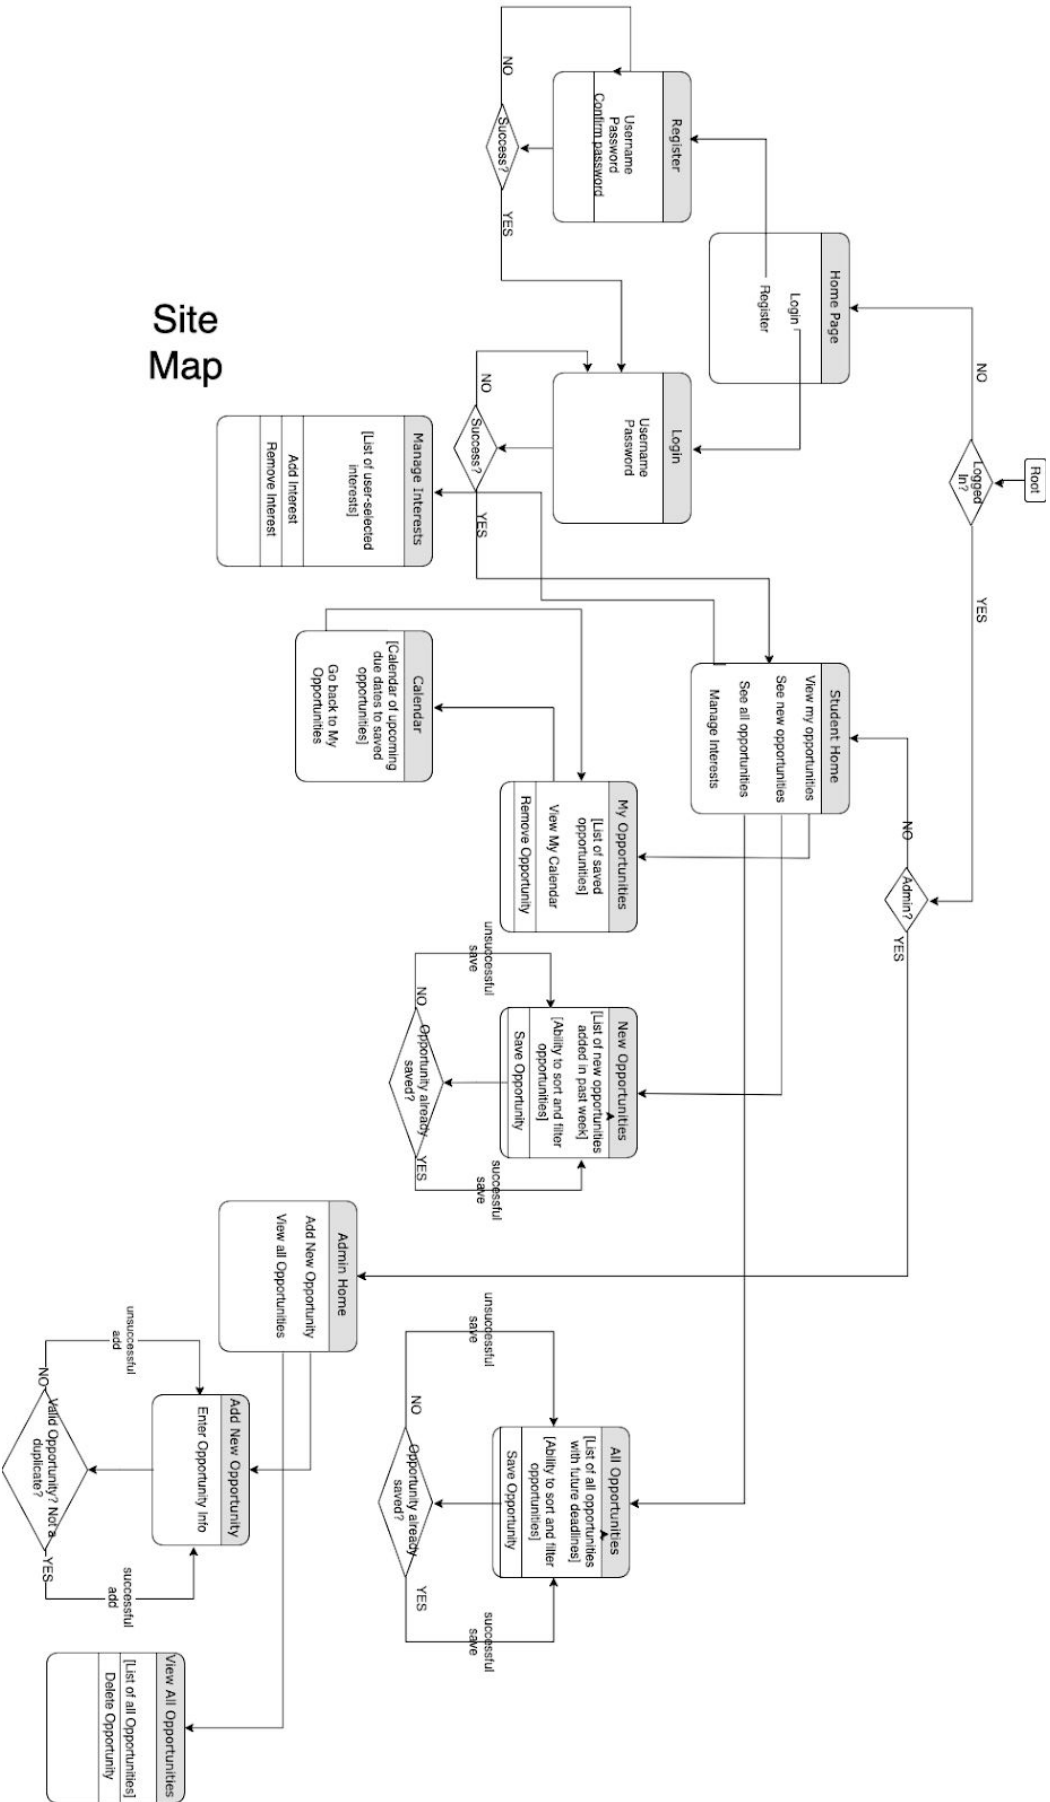 Site
Map
Root
Logged
In?
NO
YES
Home Page
Login
Register
Register
Username
Password
Confirm password
Success?
NO
YES
Login
Username
Password
Success?
NO
YES
Admin?
NO
YES
Student Home
View my opportunities
See new opportunities
See all opportunities
Manage Interests
Manage Interests
[List of user-selected
interests]
Add Interest
Remove Interest
My Opportunities
[List of saved
opportunities]
View My Calendar
Remove Opportunity
Calendar
[Calendar of upcoming
due dates to saved
opportunities]
Go back to My
Opportunities
New Opportunities
[List of new opportunities
added in past week]
[Ability to sort and filter
opportunities]
Save Opportunity
Opportunity already
saved?
NO
unsuccessful
save
YES
successful
save
All Opportunities
[List of all opportunities
with future deadlines]
[Ability to sort and filter
opportunities]
Save Opportunity
Opportunity already
saved?
NO
unsuccessful
save
YES
successful
save
Admin Home
Add New Opportunity
View all Opportunities
Add New Opportunity
Enter Opportunity Info
Valid Opportunity? Not a
duplicate?
NO
unsuccessful
add
YES
successful
add
View All Opportunities
[List of all Opportunities]
Delete Opportunity